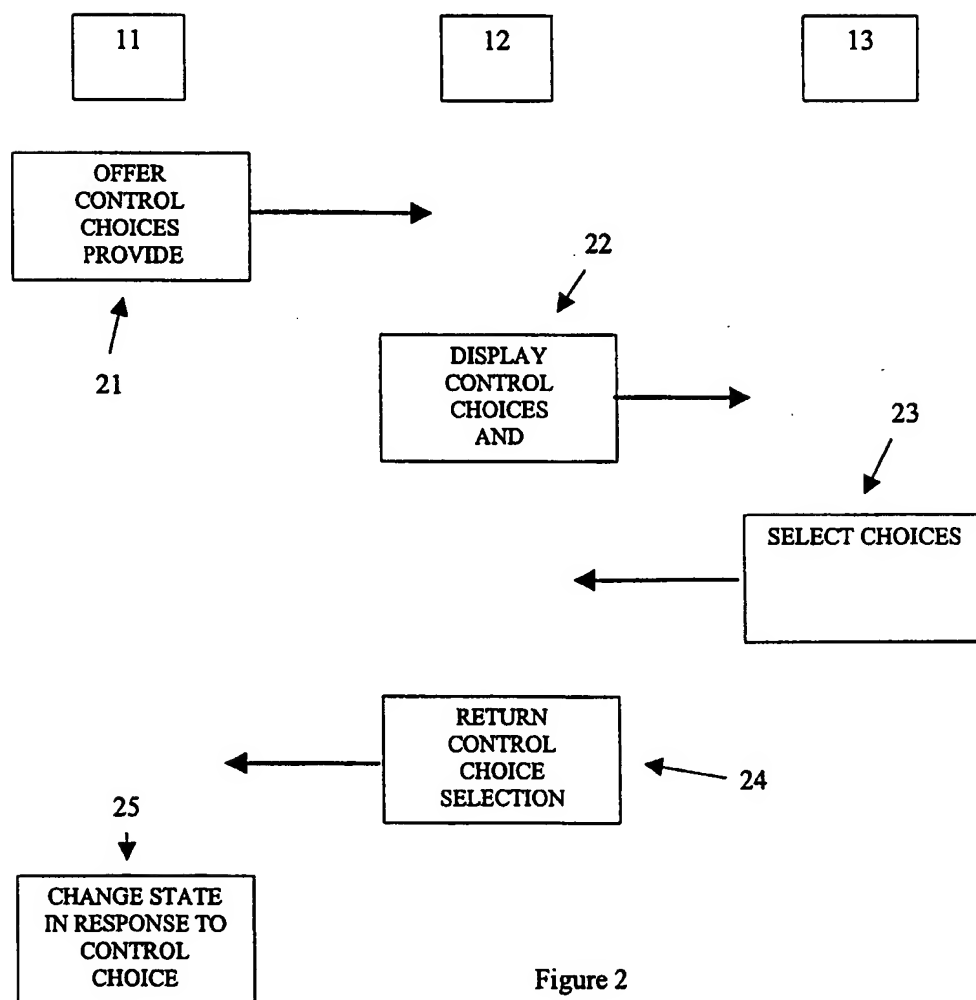 11
12
13
OFFER
CONTROL
CHOICES
PROVIDE
21
22
DISPLAY
CONTROL
CHOICES
AND
23
SELECT CHOICES
RETURN
CONTROL
CHOICE
SELECTION
24
25
CHANGE STATE
IN RESPONSE TO
CONTROL
CHOICE
Figure 2